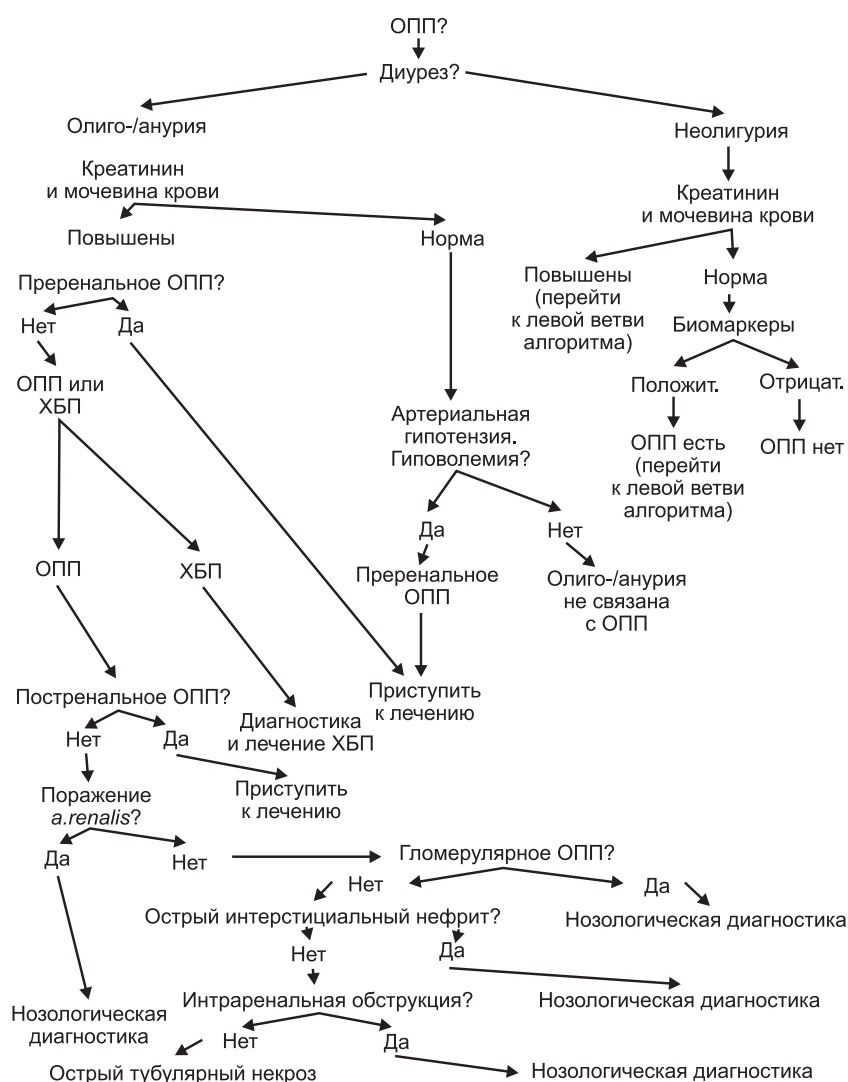 ОПП?
Диурез?
Олиго-/анурия
Неолигурия
Креатинин
и мочевина крови
Повышены
Норма
Креатинин
и мочевина крови
Повышены
(перейти
к левой ветви
алгоритма)
Норма
Биомаркеры
Положит.
Отрицат.
ОПП есть
(перейти
к левой ветви
алгоритма)
ОПП нет
Преренальное ОПП?
Нет
Да
ОПП или
ХБП
Артериальная
гипотензия.
Гиповолемия?
Да
Нет
Преренальное
ОПП
Олиго-/анурия
не связана
с ОПП
ОПП
ХБП
Приступить
к лечению
Постренальное ОПП?
Диагностика
и лечение ХБП
Нет
Да
Приступить
к лечению
Поражение
a.renalis?
Да
Нет
Гломерулярное ОПП?
Нет
Да
Острый интерстициальный нефрит?
Нозологическая диагностика
Нет
Да
Интраренальная обструкция?
Нозологическая диагностика
Нозологическая
диагностика
Нет
Да
Острый тубулярный некроз
Нозологическая диагностика